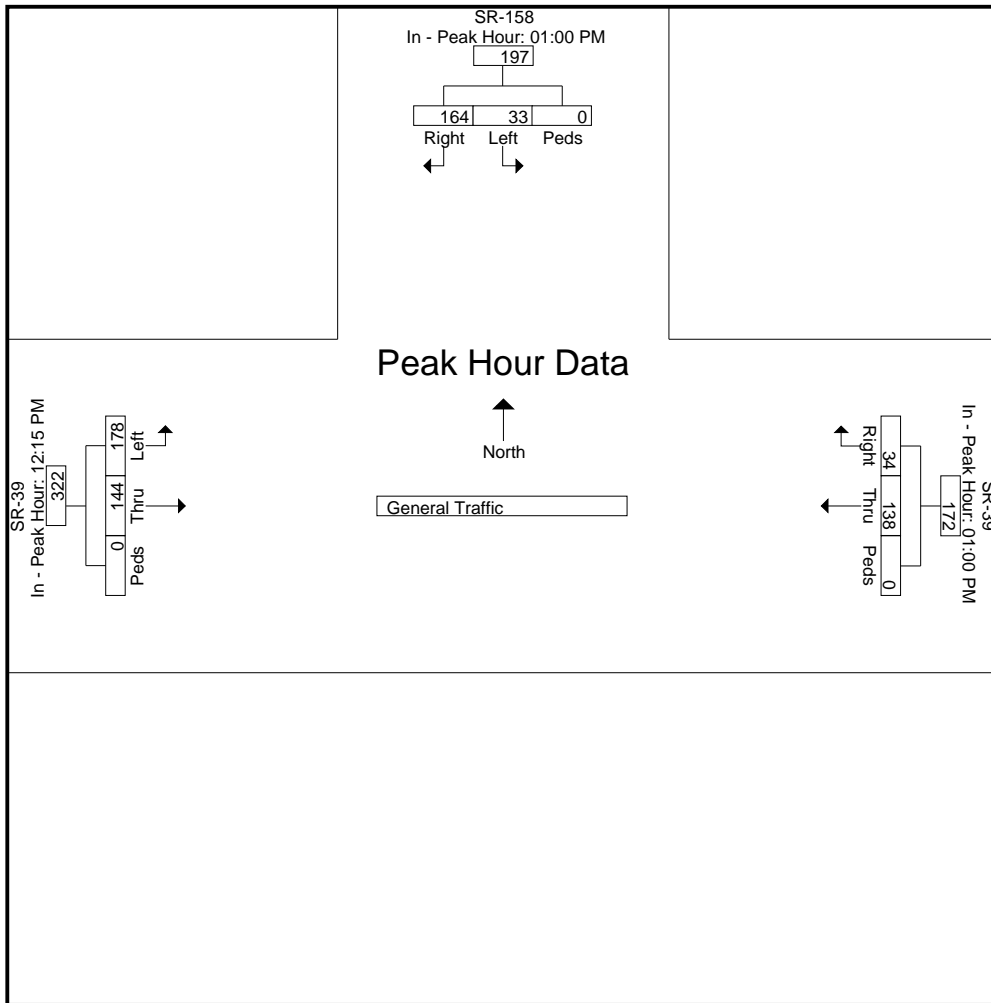 SR-158
In - Peak Hour: 01:00 PM
197
164 33 0
Right Left Peds
Peak Hour Data
North
General Traffic
SR-39
In - Peak Hour: 12:15 PM
322
178 144 0
Left Thru Peds
SR-39
In - Peak Hour: 01:00 PM
172
34 138 0
Right Thru Peds